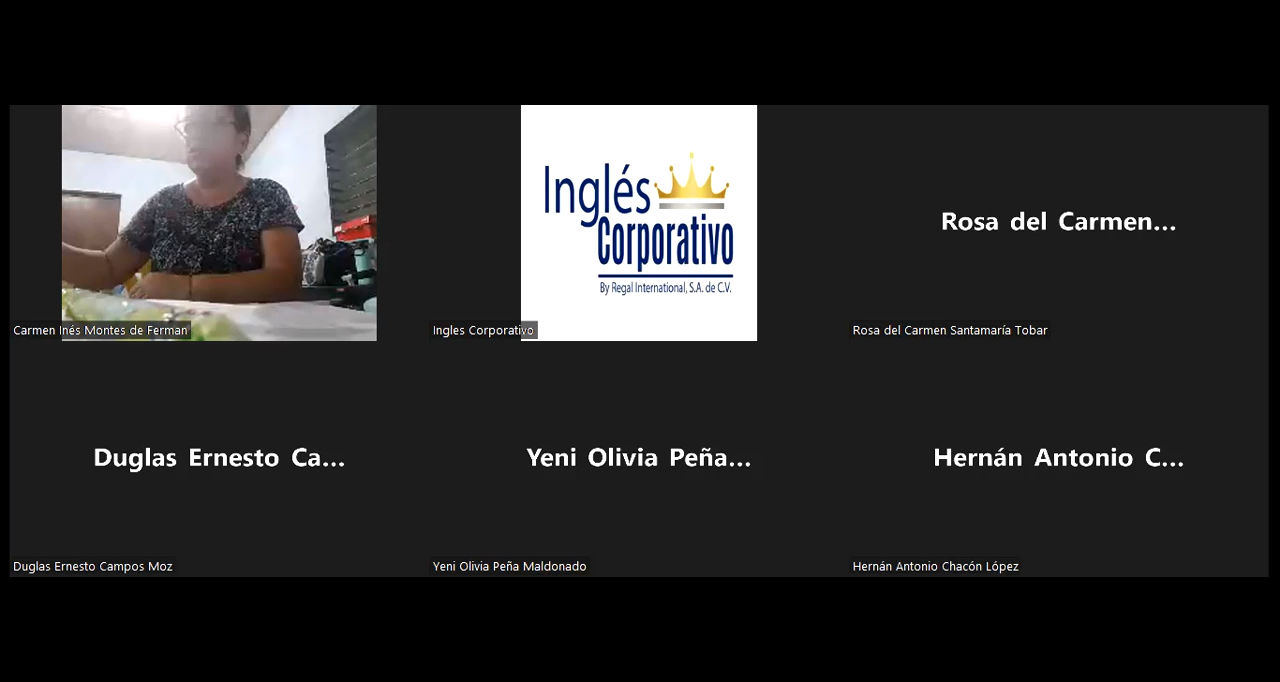 Inglés
Corporativo
By Regal International, S.A. de C.V.
Rosa del Carmen...
Carmen Inés Montes de Ferman
Ingles Corporativo
Rosa del Carmen Santamaría Tobar
Duglas Ernesto Ca...
Yeni Olivia Peña...
Hernán Antonio C...
Duglas Ernesto Campos Moz
Yeni Olivia Peña Maldonado
Hernán Antonio Chacón López